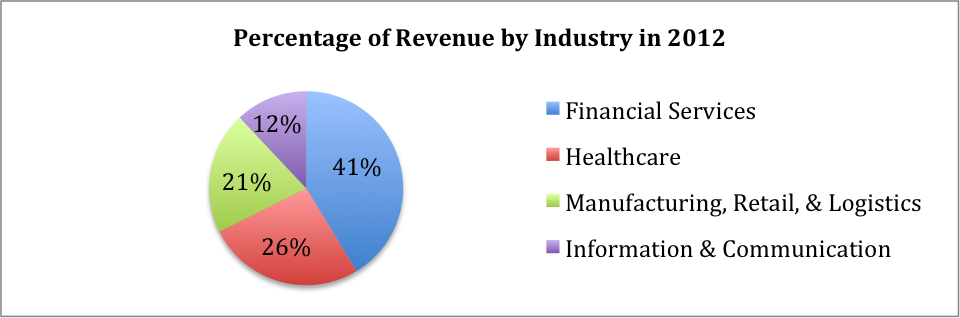 Percentage of Revenue by Industry in 2012
12%
41%
21%
26%
Financial Services
Healthcare
Manufacturing, Retail, & Logistics
Information & Communication